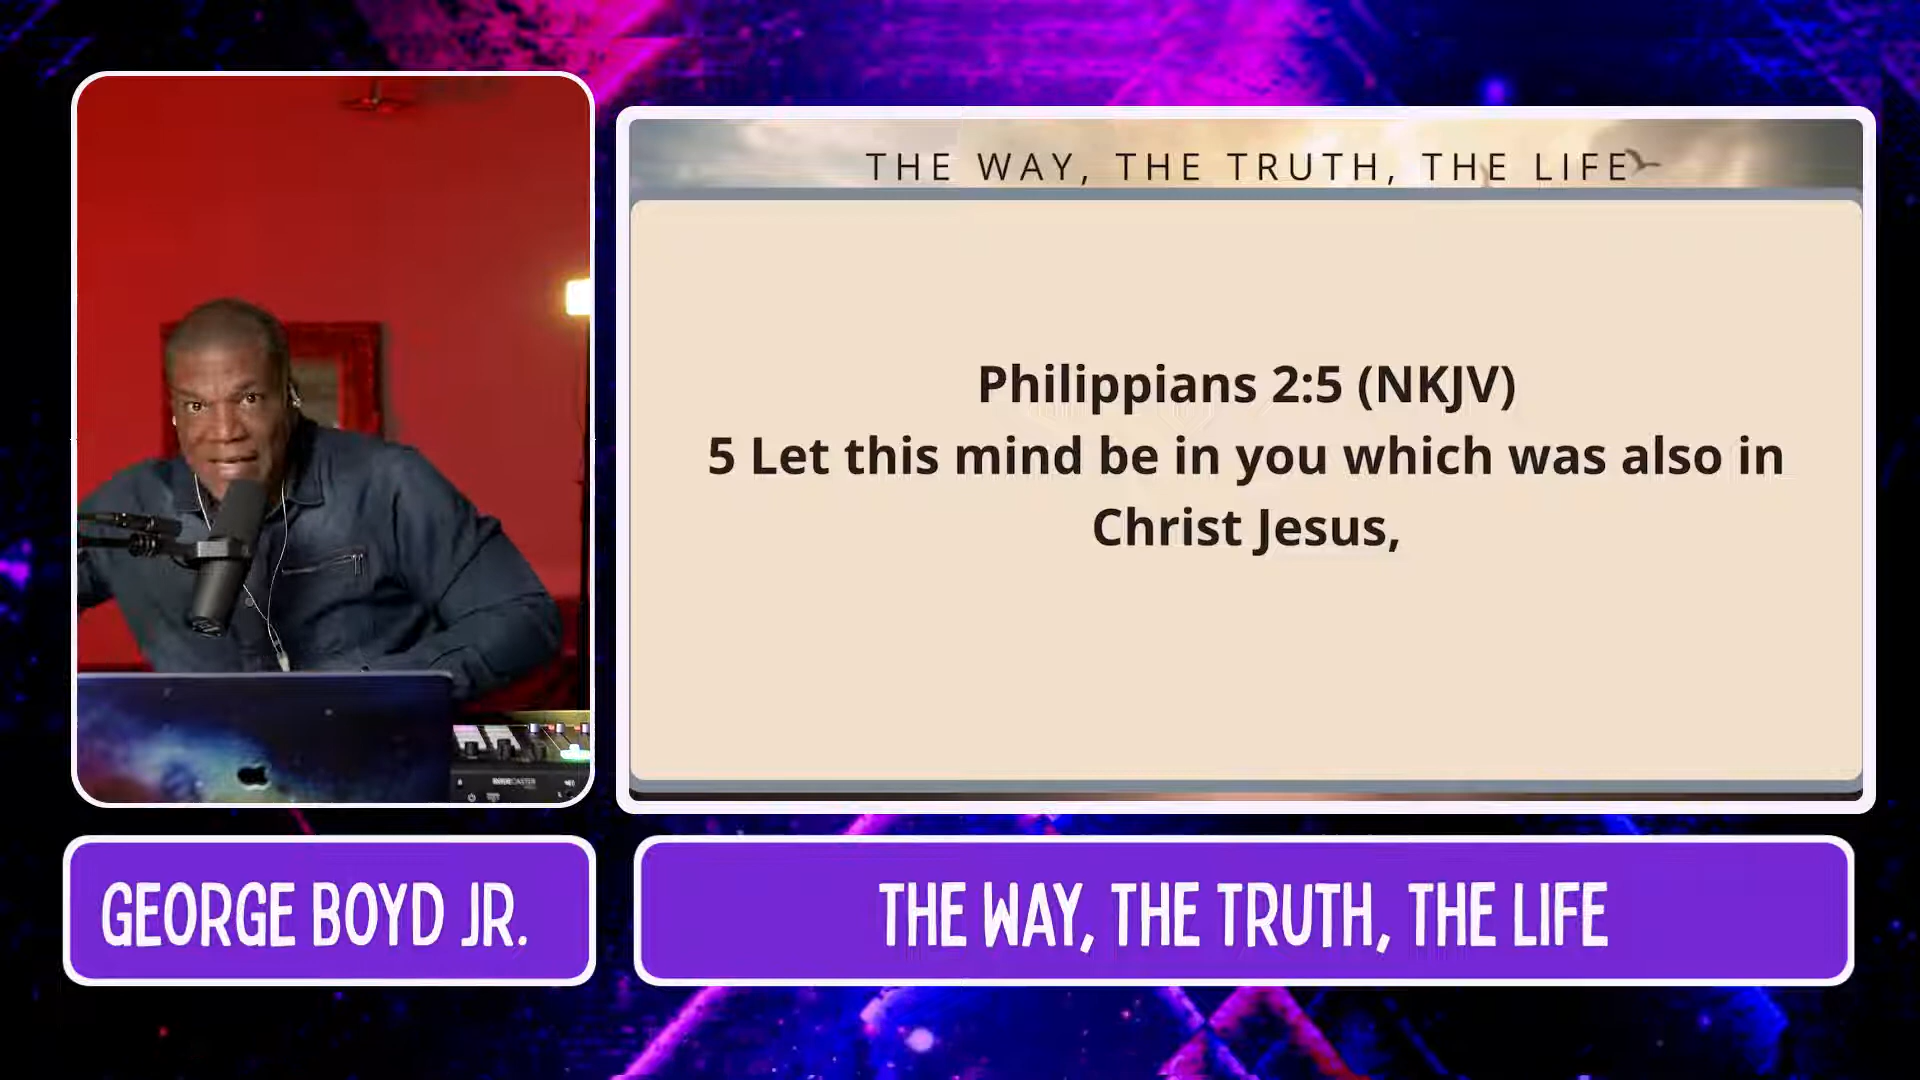 THE WAY, THE TRUTH, THE LIFE
Philippians 2:5 (NKJV)
5 Let this mind be in you which was also in
Christ Jesus,
GEORGE BOYD JR.
THE WAY, THE TRUTH, THE LIFE